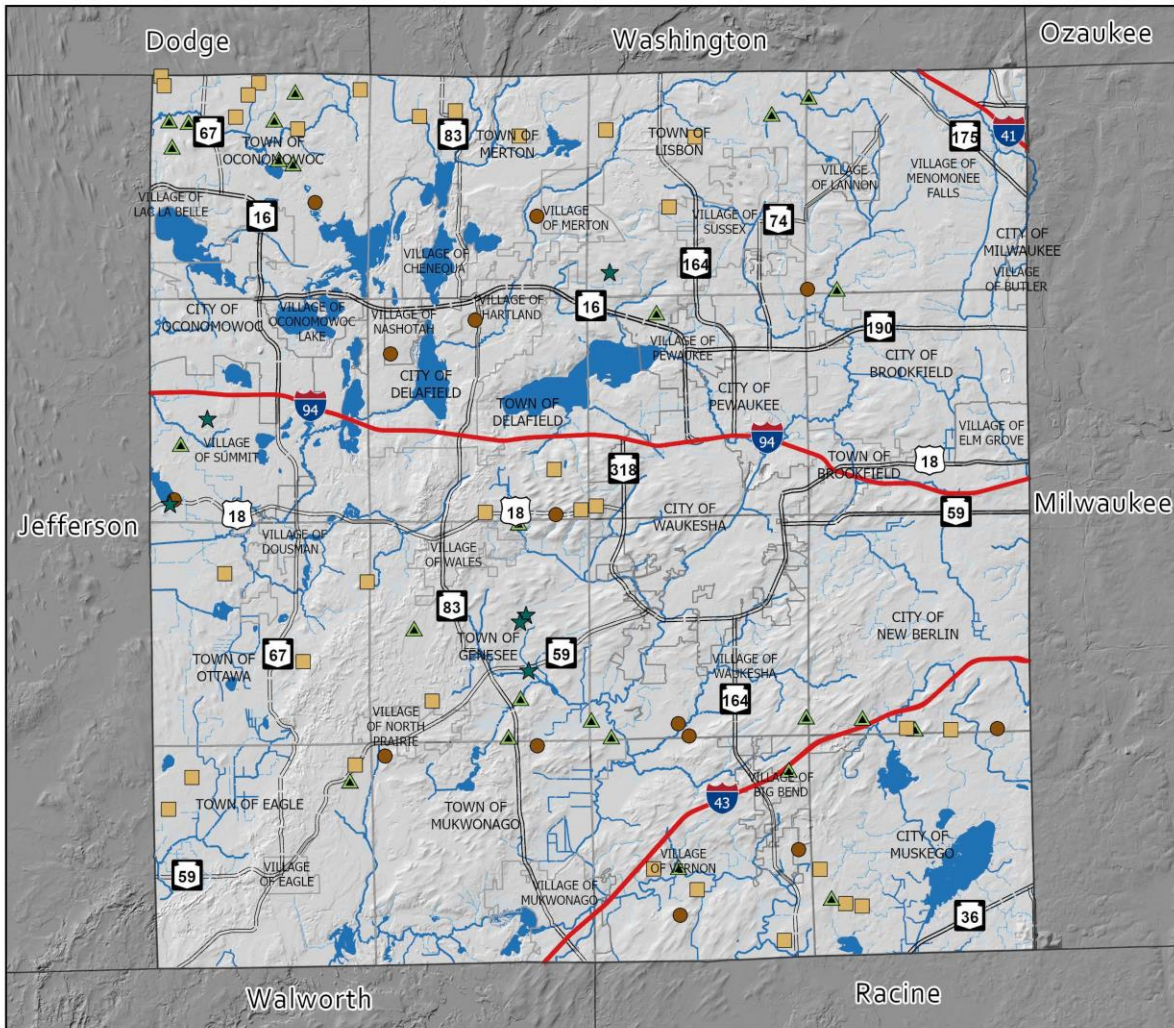 Dodge
Washington
Ozaukee
67
TOWN OF
OCONOMOWOC
83
TOWN OF
MERTON
TOWN OF
LISBON
175
41
VILLAGE OF
MENOMONEE
FALLS
VILLAGE
OF LANNON
VILLAGE OF
LAC LA BELLE
16
VILLAGE
OF MERTON
VILLAGE OF
SUSSEX
74
CITY OF
MILWAUKEE
VILLAGE OF
CHENEQUA
164
VILLAGE
OF BUTLER
CITY OF
OCONOMOWOC
VILLAGE OF
OCONOMOWOC
LAKE
VILLAGE OF
NASHOTAH
VILLAGE OF
HARTLAND
16
VILLAGE OF
PEWAUKEE
190
CITY OF
BROOKFIELD
CITY OF
DELAFIELD
TOWN OF
DELAFIELD
CITY OF
PEWAUKEE
94
94
VILLAGE OF
ELM GROVE
VILLAGE
OF SUMMIT
318
TOWN OF
BROOKFIELD
18
Jefferson
18
18
CITY OF
WAUKESHA
59
Milwaukee
VILLAGE OF
DOUSMAN
VILLAGE
OF WALES
83
TOWN OF
GENESEE
59
CITY OF
NEW BERLIN
67
TOWN OF
OTTAWA
VILLAGE OF
WAUKESHA
164
VILLAGE
OF NORTH
PRAIRIE
TOWN OF EAGLE
TOWN OF
MUKWONAGO
43
VILLAGE OF
BIG BEND
CITY OF
MUSKEGO
59
VILLAGE
OF EAGLE
VILLAGE
OF VERNON
VILLAGE OF
MUKWONAGO
36
Walworth
Racine